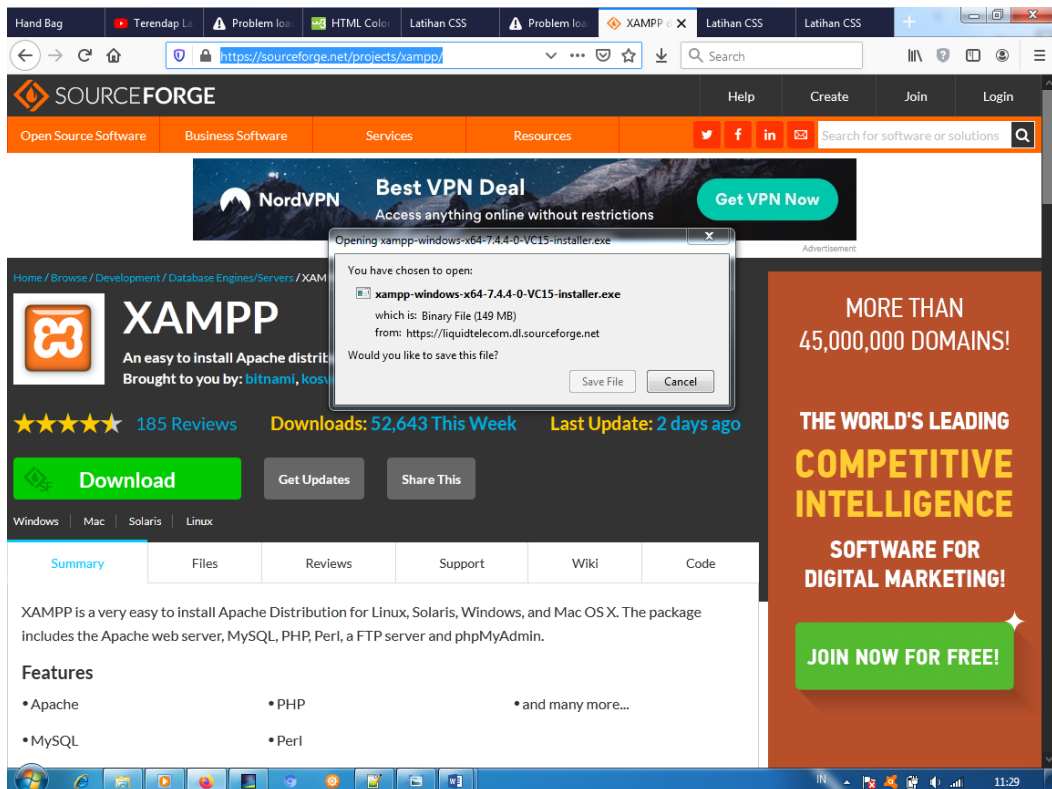 Hand Bag
Terendap La
Problem loa
HTML Color
Latihan CSS
Problem loa
XAMPP d
Latihan CSS
Latihan CSS
https://sourceforge.net/projects/xampp/
Search
SOURCEFORGE
Help
Create
Join
Login
Open Source Software
Business Software
Services
Resources
Search for software or solutions
NordVPN
Best VPN Deal
Access anything online without restrictions
Get VPN Now
Advertisement
Opening xampp-windows-x64-7.4.4-0-VC15-installer.exe
You have chosen to open:
xampp-windows-x64-7.4.4-0-VC15-installer.exe
which is: Binary File (149 MB)
from: https://liquidtelecom.dl.sourceforge.net
Would you like to save this file?
Save File
Cancel
Home / Browse / Development / Database Engines/Servers / XAM
XAMPP
An easy to install Apache distrib
Brought to you by: bitnami, kosv
185 Reviews
Downloads: 52,643 This Week
Last Update: 2 days ago
SF
Download
Get Updates
Share This
Windows
Mac
Solaris
Linux
Summary
Files
Reviews
Support
Wiki
Code
XAMPP is a very easy to install Apache Distribution for Linux, Solaris, Windows, and Mac OS X. The package
includes the Apache web server, MySQL, PHP, Perl, a FTP server and phpMyAdmin.
Features
• Apache
• PHP
• and many more...
• MySQL
• Perl
MORE THAN
45,000,000 DOMAINS!
THE WORLD'S LEADING
COMPETITIVE
INTELLIGENCE
SOFTWARE FOR
DIGITAL MARKETING!
JOIN NOW FOR FREE!
IN
11:29